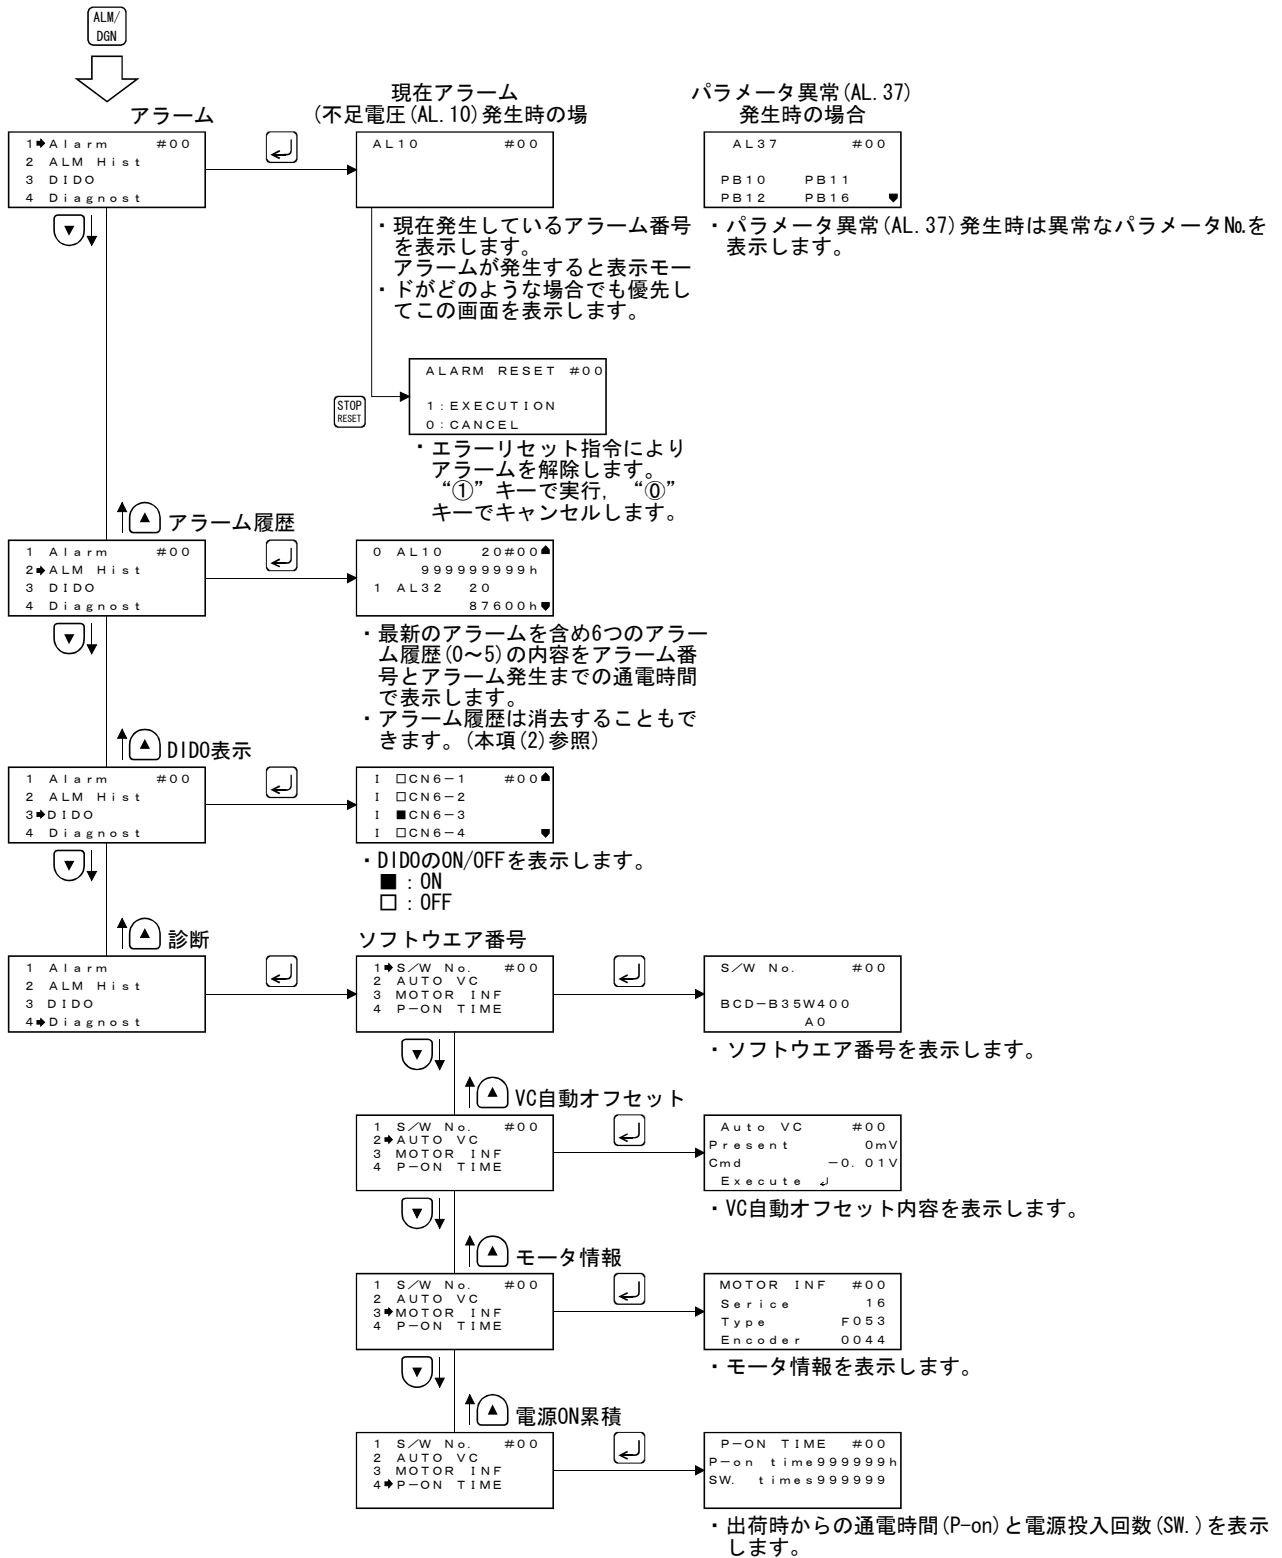 ALM/
DGN
アラーム
1➡Alarm #00
2 ALM Hist
3 DIDO
4 Diagnost
▼
現在アラーム
(不足電圧(AL.10)発生時の場
AL10 #00
・現在発生しているアラーム番号
を表示します。
アラームが発生すると表示モー
・ドがどのような場合でも優先し
てこの画面を表示します。
パラメータ異常(AL.37)
発生時の場合
AL37 #00
PB10 PB11
PB12 PB16
・パラメータ異常(AL.37)発生時は異常なパラメータ№を
表示します。
STOP
RESET
ALARM RESET #00
1:EXECUTION
0:CANCEL
・エラーリセット指令により
アラームを解除します。
“①”キーで実行, “⓪”
キーでキャンセルします。
▲
アラーム履歴
1 Alarm #00
2➡ALM Hist
3 DIDO
4 Diagnost
▼
0 AL10 20#00
999999999h
1 AL32 20
87600h
・最新のアラームを含め6つのアラー
ム履歴(0～5)の内容をアラーム番
号とアラーム発生までの通電時間
で表示します。
・アラーム履歴は消去することもで
きます。(本項(2)参照)
▲
DIDO表示
1 Alarm #00
2 ALM Hist
3➡DIDO
4 Diagnost
▼
I □CN6−1 #00
I □CN6−2
I ■CN6−3
I □CN6−4
・DIDOのON/OFFを表示します。
■：ON
□：OFF
▲
診断
1 Alarm
2 ALM Hist
3 DIDO
4➡Diagnost
ソフトウエア番号
1➡S/W No. #00
2 AUTO VC
3 MOTOR INF
4 P−ON TIME
▼
S/W No. #00
BCD−B35W400
A0
・ソフトウエア番号を表示します。
▲
VC自動オフセット
1 S/W No. #00
2➡AUTO VC
3 MOTOR INF
4 P−ON TIME
▼
Auto VC #00
Present 0mV
Cmd −0.01V
Execute ↲
・VC自動オフセット内容を表示します。
▲
モータ情報
1 S/W No. #00
2 AUTO VC
3➡MOTOR INF
4 P−ON TIME
▼
MOTOR INF #00
Serice 16
Type F053
Encoder 0044
・モータ情報を表示します。
▲
電源ON累積
1 S/W No. #00
2 AUTO VC
3 MOTOR INF
4➡P−ON TIME
P−ON TIME #00
P−on time999999h
SW. times999999
・出荷時からの通電時間(P−on)と電源投入回数(SW.)を表示
します。